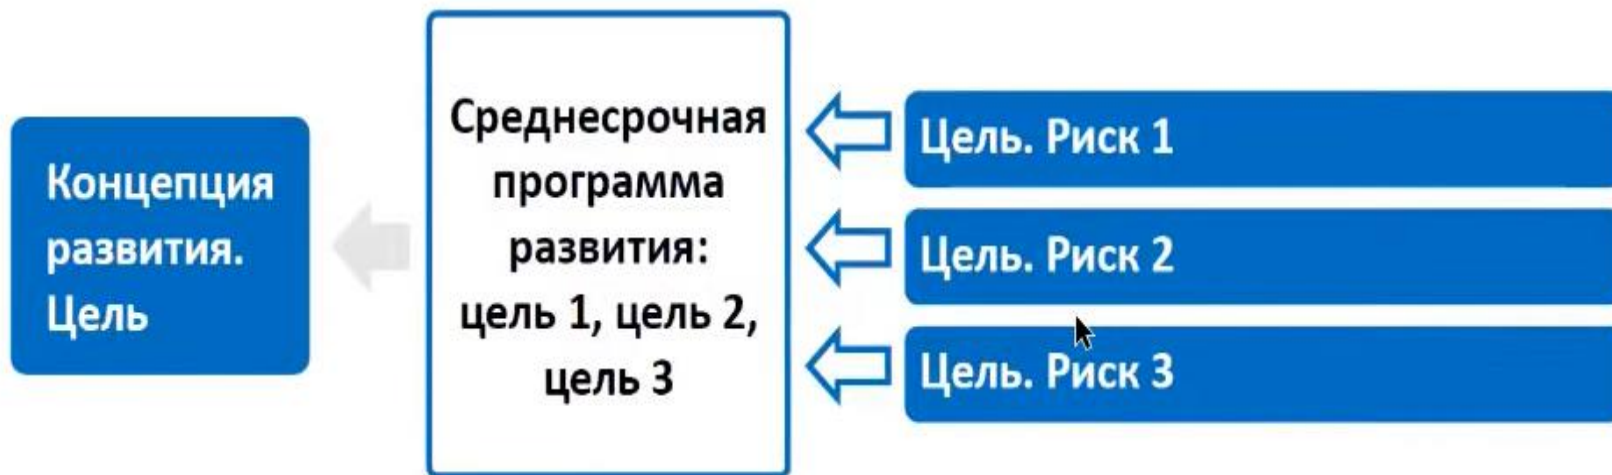 Концепция
развития.
Цель
Среднесрочная
программа
развития:
цель 1, цель 2,
цель 3
Цель. Риск 1
Цель. Риск 2
Цель. Риск 3